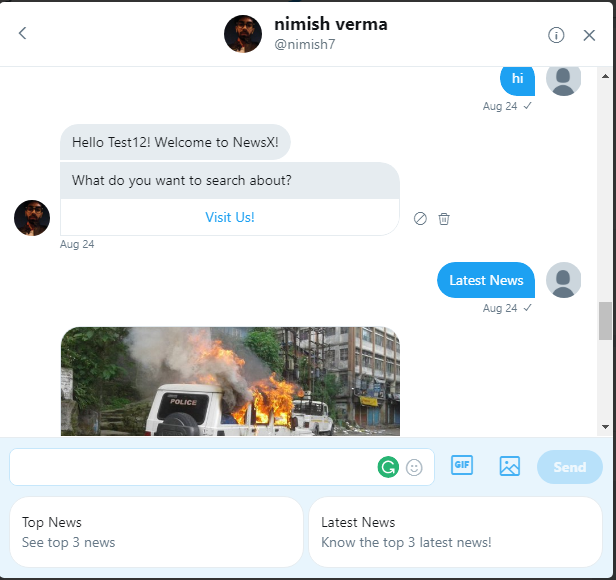 nimish verma
@nimish7
hi
Aug 24
Hello Test12! Welcome to NewsX!
What do you want to search about?
Visit Us!
Aug 24
Latest News
Aug 24
POLICE
GIF
Send
Top News
See top 3 news
Latest News
Know the top 3 latest news!